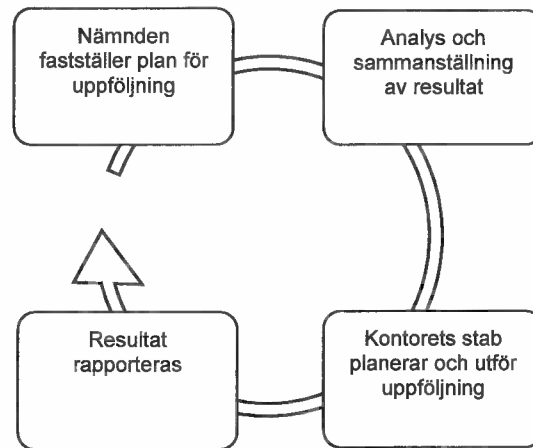 Nämnden
fastställer plan för
uppföljning
Analys och
sammanställning
av resultat
Resultat
rapporteras
Kontorets stab
planerar och utför
uppföljning